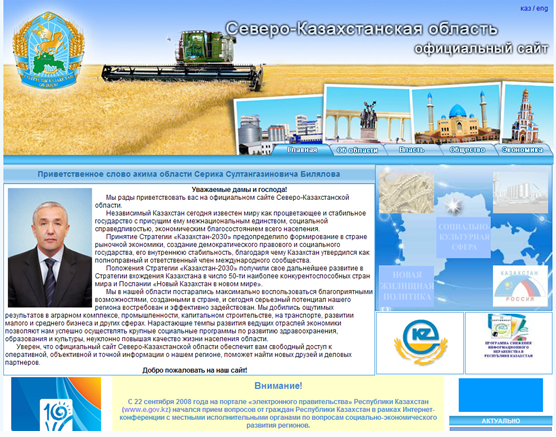 каз / eng
Северо-Казахстанская область
официальный сайт
Главная
Об области
Власть
Общество
Экономика
Приветственное слово акима области Серика Султангазиновича Билялова
Уважаемые дамы и господа!
Мы рады приветствовать вас на официальном сайте Северо-Казахстанской
области.
Независимый Казахстан сегодня известен миру как процветающее и стабильное
государство с присущим ему межнациональным единством, социальной
справедливостью, экономическим благосостоянием всего населения.
Принятие Стратегии «Казахстан-2030» предопределило формирование в стране
рыночной экономики, создание демократического правового и социального
государства, его внутреннюю стабильность, благодаря чему Казахстан утвердился как
полноправный и ответственный член международного сообщества.
Положения Стратегии «Казахстан-2030» получили свое дальнейшее развитие в
Стратегии вхождения Казахстана в число 50-ти наиболее конкурентоспособных стран
мира и Послании «Новый Казахстан в новом мире».
Мы в нашей области постарались максимально воспользоваться благоприятными
возможностями, созданными в стране, и сегодня серьезный потенциал нашего
региона востребован и эффективно задействован. Мы добились ощутимых
результатов в аграрном комплексе, промышленности, капитальном строительстве, на транспорте, развитии
малого и среднего бизнеса и других сферах. Нарастающие темпы развития ведущих отраслей экономики
позволяют нам успешно осуществлять крупные социальные программы по развитию здравоохранения,
образования и культуры, неуклонно повышая качество жизни населения области.
Уверен, что официальный сайт Северо-Казахстанской области обеспечит вам свободный доступ к
оперативной, объективной и точной информации о нашем регионе, поможет найти новых друзей и деловых
партнеров.
Добро пожаловать на наш сайт!
СОЦИАЛЬНО
КУЛЬТУРНАЯ
СФЕРА
НОВАЯ
ЖИЛИЩНАЯ
ПОЛИТИКА
КАЗАХСТАН
РОССИЯ
KZ
ПРОГРАММА СНИЖЕНИЯ
ИНФОРМАЦИОННОГО
НЕРАВЕНСТВА В
РЕСПУБЛИКЕ КАЗАХСТАН
Внимание!
С 22 сентября 2008 года на портале «электронного правительства» Республики Казахстан
(www.e.gov.kz) начался прием вопросов от граждан Республики Казахстан в рамках Интернет-
конференции с местными исполнительными органами по вопросам социально-экономического
развития регионов.
АКТУАЛЬНО